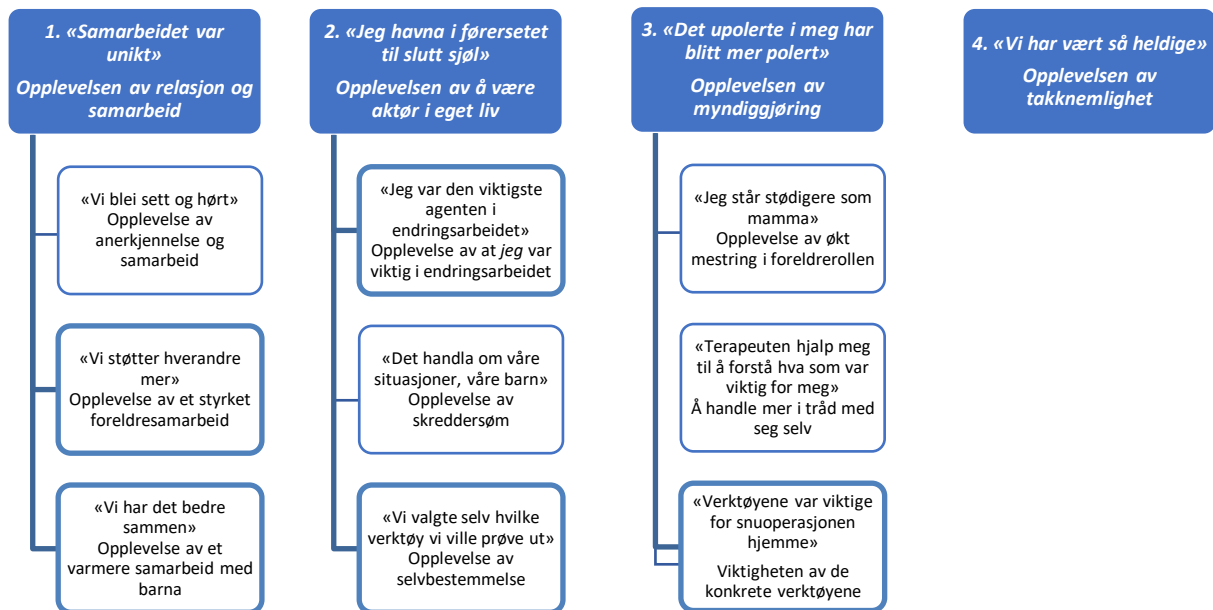 1. «Samarbeidet var
unikt»
Opplevelsen av relasjon og
samarbeid
«Vi blei sett og hørt»
Opplevelse av
anerkjennelse og
samarbeid
«Vi støtter hverandre
mer»
Opplevelse av et styrket
foreldresamarbeid
«Vi har det bedre
sammen»
Opplevelse av et
varmere samarbeid med
barna
2. «Jeg havna i førersetet
til slutt sjøl»
Opplevelsen av å være
aktør i eget liv
«Jeg var den viktigste
agenten i
endringsarbeidet»
Opplevelse av at jeg var
viktig i endringsarbeidet
«Det handla om våre
situasjoner, våre barn»
Opplevelse av
skreddersøm
«Vi valgte selv hvilke
verktøy vi ville prøve ut»
Opplevelse av
selvbestemmelse
3. «Det upolerte i meg har
blitt mer polert»
Opplevelsen av
myndiggjøring
«Jeg står stødigere som
mamma»
Opplevelse av økt
mestring i foreldrerollen
«Terapeuten hjalp meg
til å forstå hva som var
viktig for meg»
Å handle mer i tråd med
seg selv
«Verktøyene var viktige
for snuoperasjonen
hjemme»
Viktigheten av de
konkrete verktøyene
4. «Vi har vært så heldige»
Opplevelsen av
takknemlighet